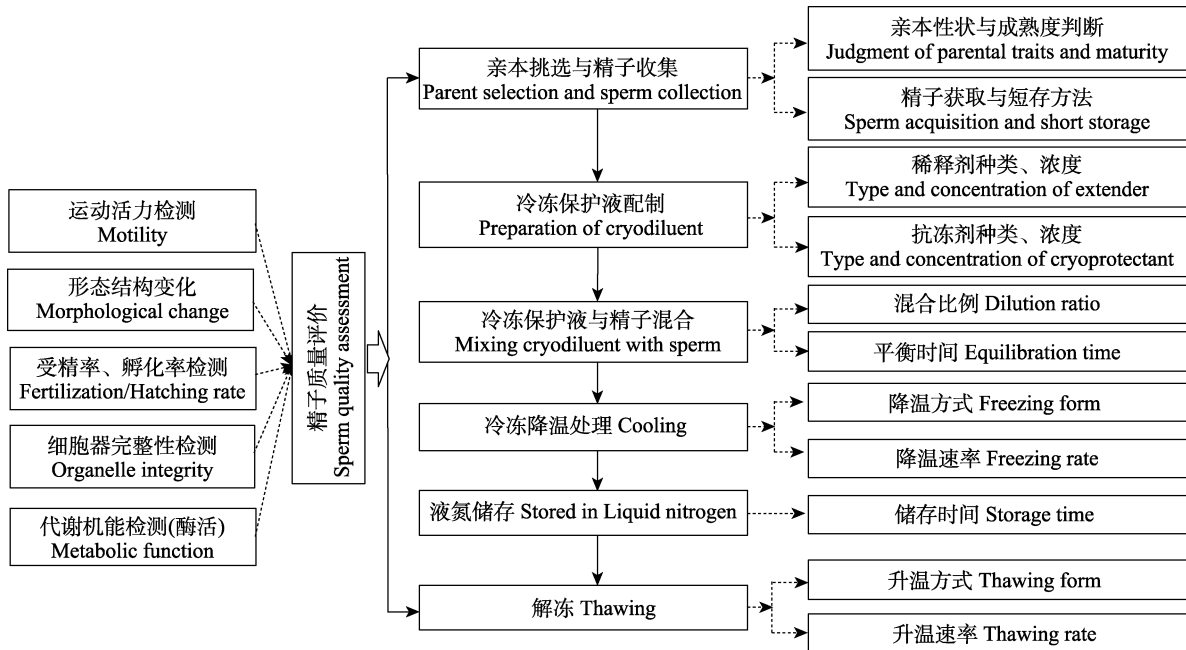 运动活力检测
Motility
形态结构变化
Morphological change
受精率、孵化率检测
Fertilization/Hatching rate
细胞器完整性检测
Organelle integrity
代谢机能检测(酶活)
Metabolic function
精子质量评价
Sperm quality assessment
亲本挑选与精子收集
Parent selection and sperm collection
冷冻保护液配制
Preparation of cryodiluent
冷冻保护液与精子混合
Mixing cryodiluent with sperm
冷冻降温处理 Cooling
液氮储存 Stored in Liquid nitrogen
解冻 Thawing
亲本性状与成熟度判断
Judgment of parental traits and maturity
精子获取与短存方法
Sperm acquisition and short storage
稀释剂种类、浓度
Type and concentration of extender
抗冻剂种类、浓度
Type and concentration of cryoprotectant
混合比例 Dilution ratio
平衡时间 Equilibration time
降温方式 Freezing form
降温速率 Freezing rate
储存时间 Storage time
升温方式 Thawing form
升温速率 Thawing rate